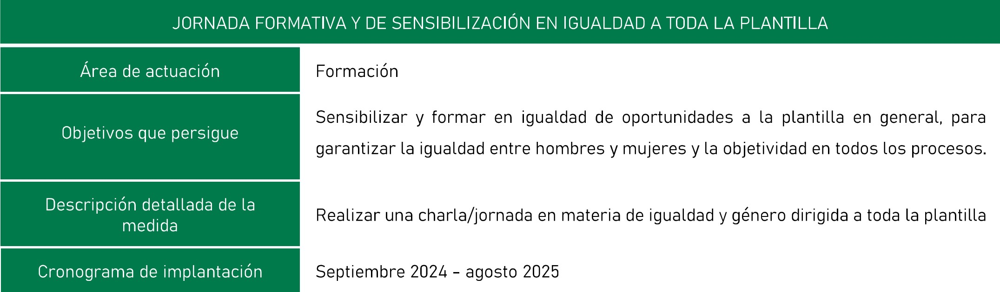 JORNADA FORMATIVA Y DE SENSIBILIZACIÓN EN IGUALDAD A TODA LA PLANTILLA
Área de actuación
Formación
Objetivos que persigue
Sensibilizar y formar en igualdad de oportunidades a la plantilla en general, para
garantizar la igualdad entre hombres y mujeres y la objetividad en todos los procesos.
Descripción detallada de la
medida
Realizar una charla/jornada en materia de igualdad y género dirigida a toda la plantilla
Cronograma de implantación
Septiembre 2024 - agosto 2025